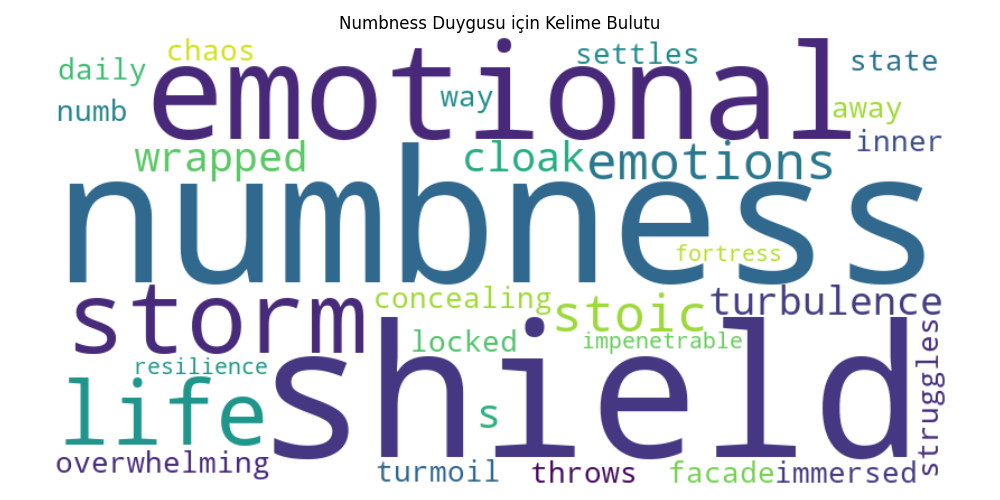 Numbness Duygusu için Kelime Bulutu
chaos
settles
daily
emotional
state
way
numb
away
inner
wrapped
cloak
emotions
numbness
fortress
storm
concealing
stoic
turbulence
locked
impenetrable
resilience
shield
struggles
life
s
overwhelming
turmoil
throws
facade
immersed